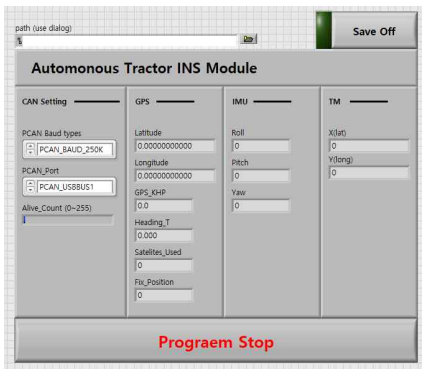 path (use dialog)
Save Off
Automonous Tractor INS Module
CAN Setting
PCAN Baud types
PCAN_BAUD_250K
PCAN_Port
PCAN_USBBUS1
Alive_Count (0~255)
GPS
Latitude
0.00000000000
Longitude
0.00000000000
GPS_KHP
0.0
Heading_T
0.000
Satelites_Used
0
Fix_Position
0
IMU
Roll
0
Pitch
0
Yaw
0
TM
X(lat)
0
Y(long)
0
Prograem Stop